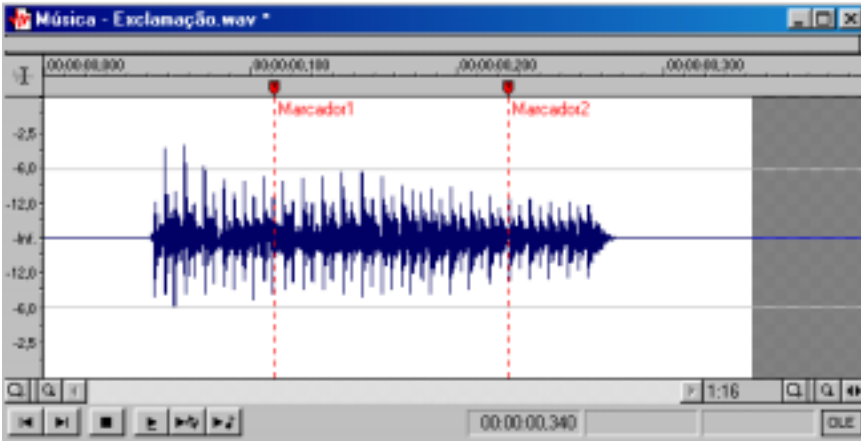 Música - Exclamação.wav *
,00:00:00,000 ,00:00:00,100 ,00:00:00,200 ,00:00:00,300
Marcador1 Marcador2
-2,5
-6,0
-12,0
-Inf.
-12,0
-6,0
-2,5
1:16
00:00:00,340
OLE